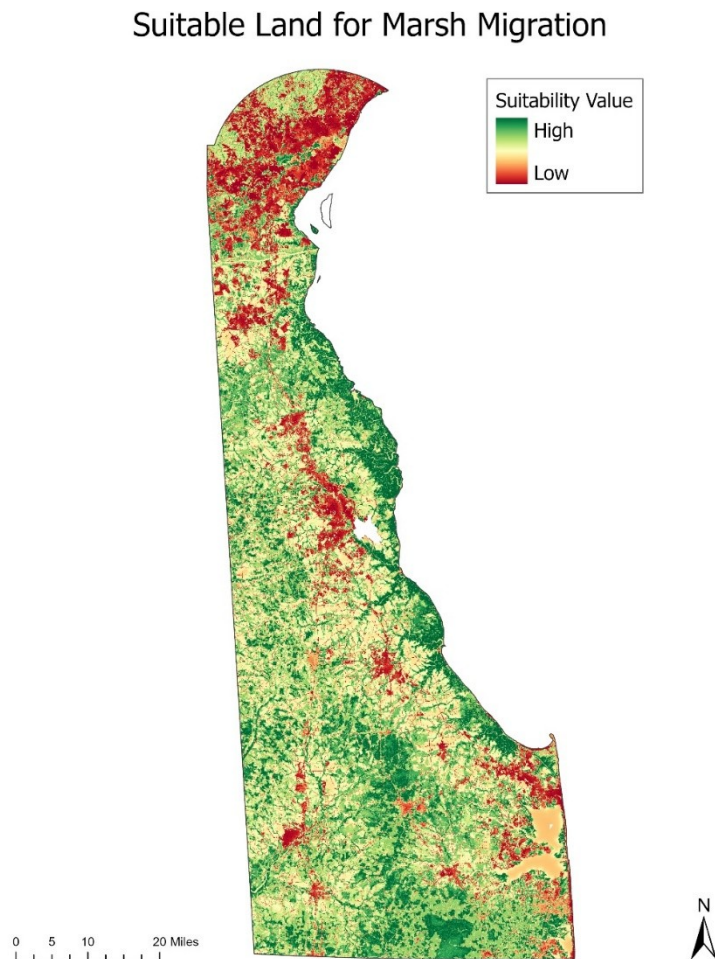 Suitable Land for Marsh Migration
Suitability Value
High
Low
N
0 5 10 20 Miles